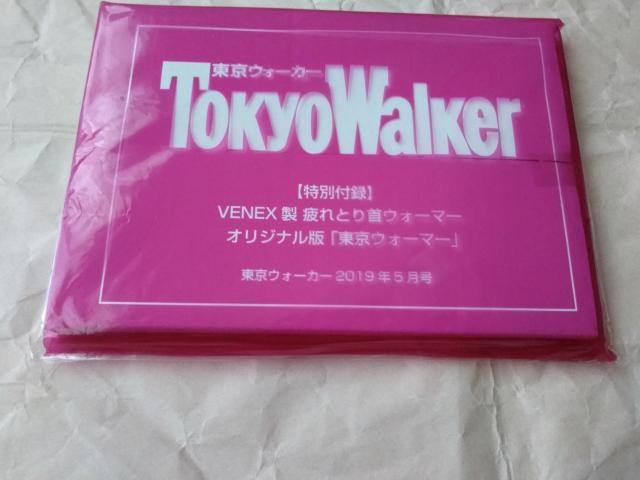 東京ウォーカー
TokyoWalker
【特別付録】
VENEX製 疲れとり首ウォーマー
オリジナル版「東京ウォーマー」
東京ウォーカー 2019年5月号